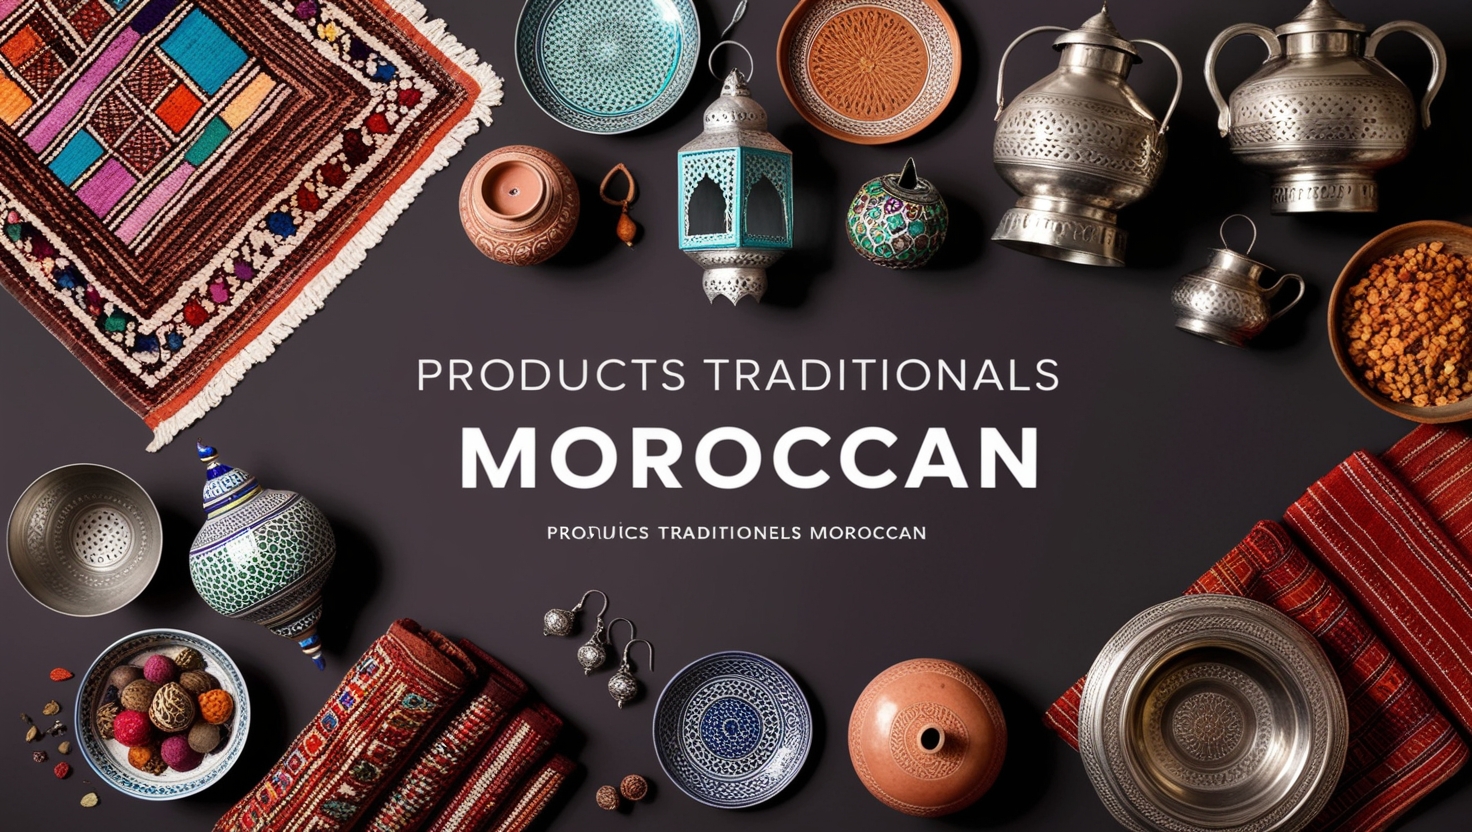 PRODUCTS TRADITIONALS
MOROCCAN
TRADITIONELS MOROCCAN